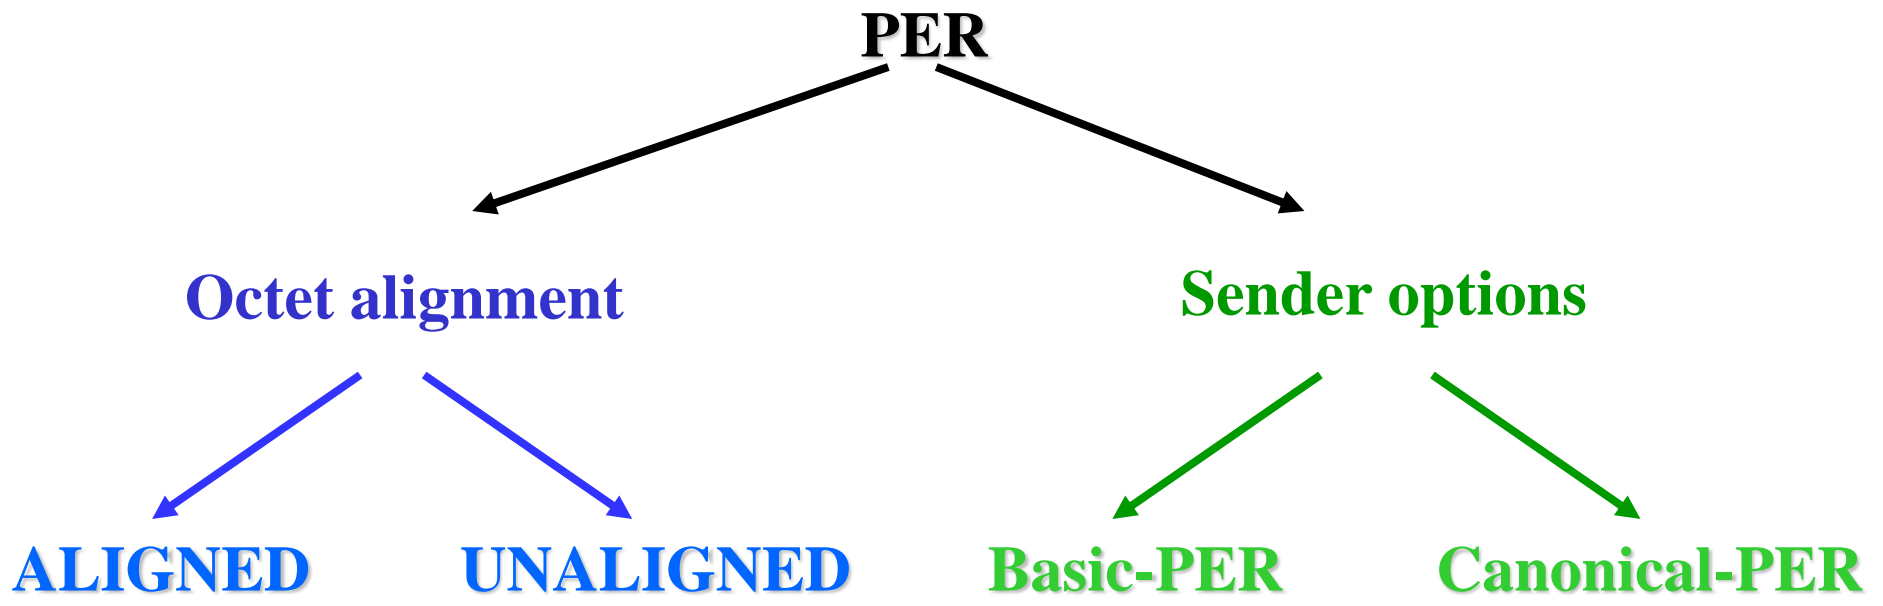 PER
Octet alignment
Sender options
ALIGNED
UNALIGNED
Basic-PER
Canonical-PER